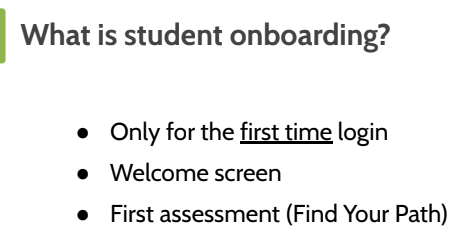 What is student onboarding?
● Only for the first time login
● Welcome screen
● First assessment (Find Your Path)